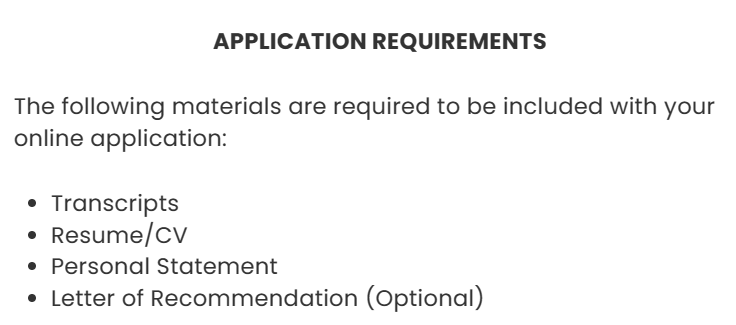 APPLICATION REQUIREMENTS
The following materials are required to be included with your
online application:
• Transcripts
• Resume/CV
• Personal Statement
• Letter of Recommendation (Optional)